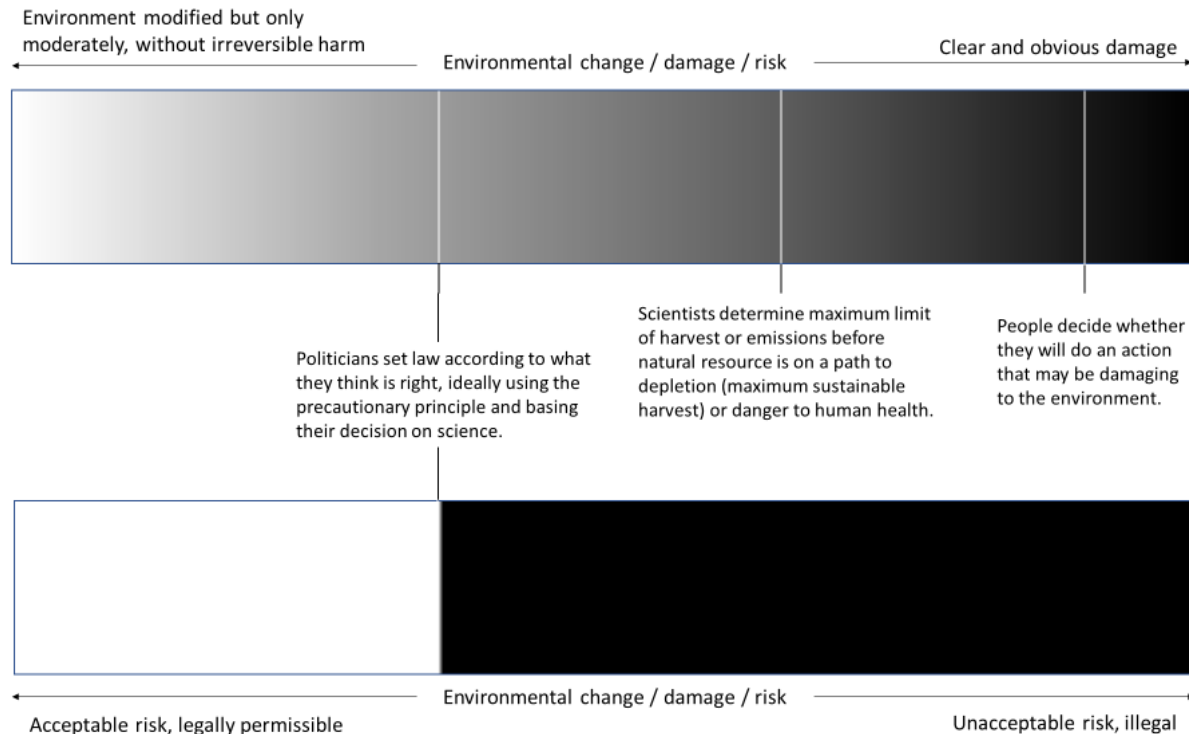 Environment modified but only
moderately, without irreversible harm
Environmental change / damage / risk
Clear and obvious damage
Politicians set law according to what
they think is right, ideally using the
precautionary principle and basing
their decision on science.
Scientists determine maximum limit
of harvest or emissions before
natural resource is on a path to
depletion (maximum sustainable
harvest) or danger to human health.
People decide whether
they will do an action
that may be damaging
to the environment.
Environmental change / damage / risk
Acceptable risk, legally permissible
Unacceptable risk, illegal